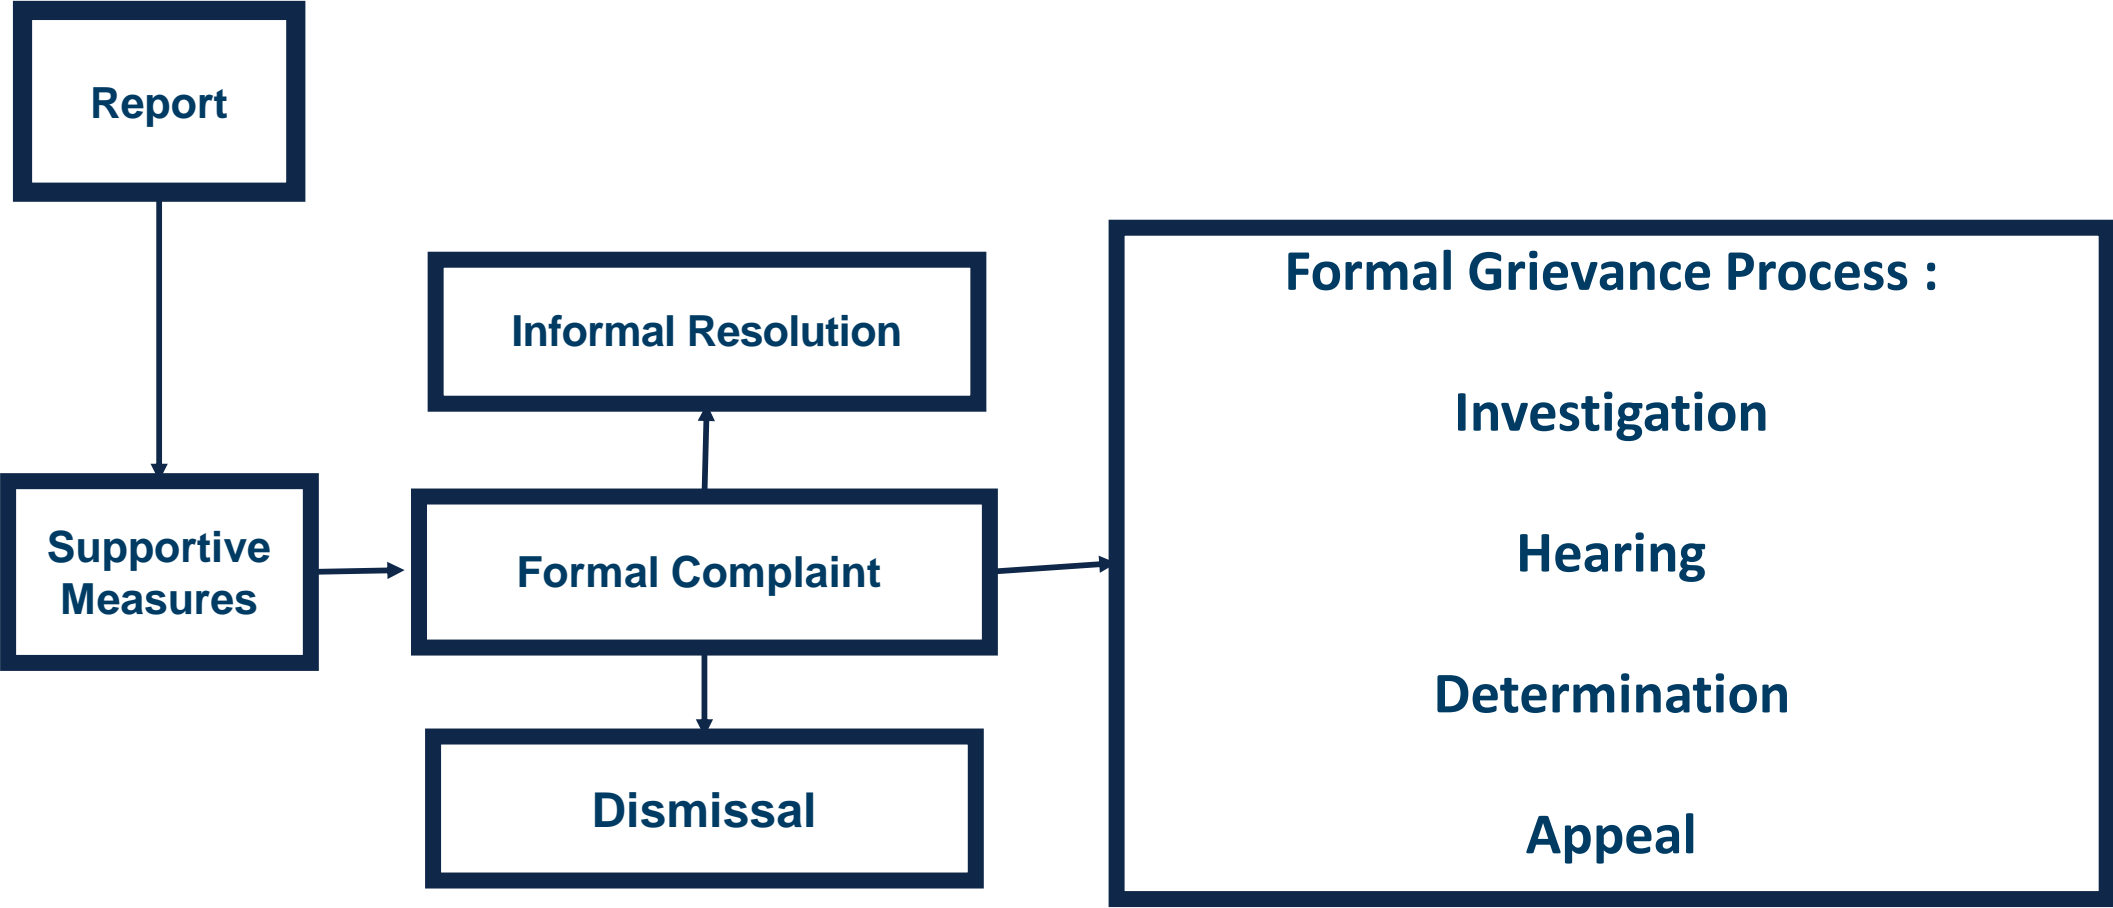 Report
Informal Resolution
Supportive
Measures
Formal Complaint
Dismissal
Formal Grievance Process :
Investigation
Hearing
Determination
Appeal